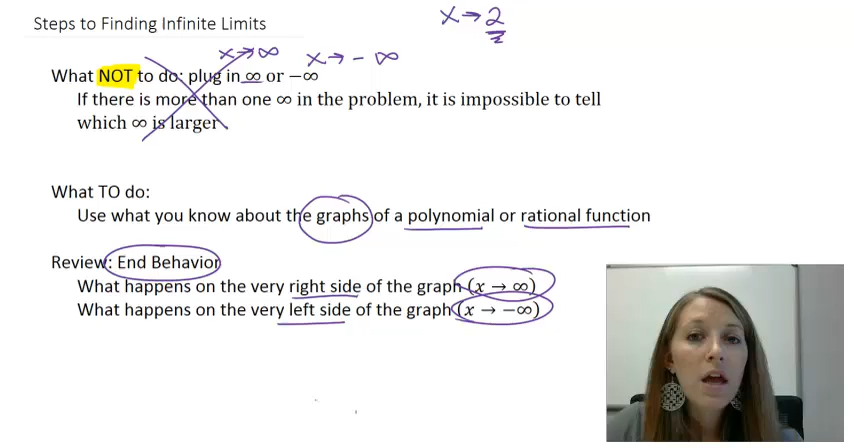 Steps to Finding Infinite Limits
x → 2
x → ∞ x → - ∞
What NOT to do: plug in ∞ or −∞
If there is more than one ∞ in the problem, it is impossible to tell
which ∞ is larger
What TO do:
Use what you know about the graphs of a polynomial or rational function
Review: End Behavior
What happens on the very right side of the graph (x → ∞)
What happens on the very left side of the graph (x → −∞)